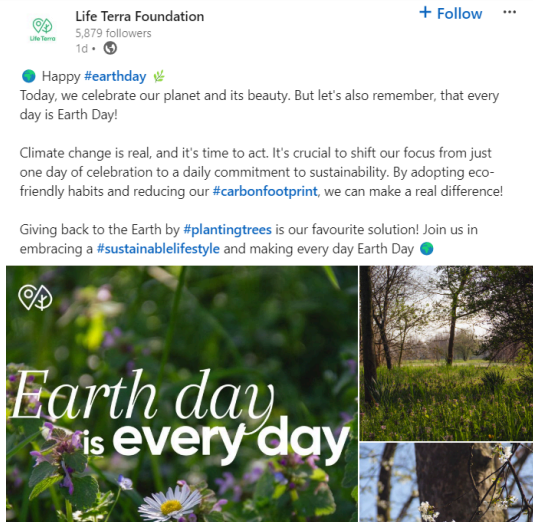 Life Terra Foundation
+ Follow
5,879 followers
1d •
Life Terra
Happy #earthday
Today, we celebrate our planet and its beauty. But let's also remember, that every
day is Earth Day!
Climate change is real, and it's time to act. It's crucial to shift our focus from just
one day of celebration to a daily commitment to sustainability. By adopting eco-
friendly habits and reducing our #carbonfootprint, we can make a real difference!
Giving back to the Earth by #plantingtrees is our favourite solution! Join us in
embracing a #sustainablelifestyle and making every day Earth Day
Earth day
is every day